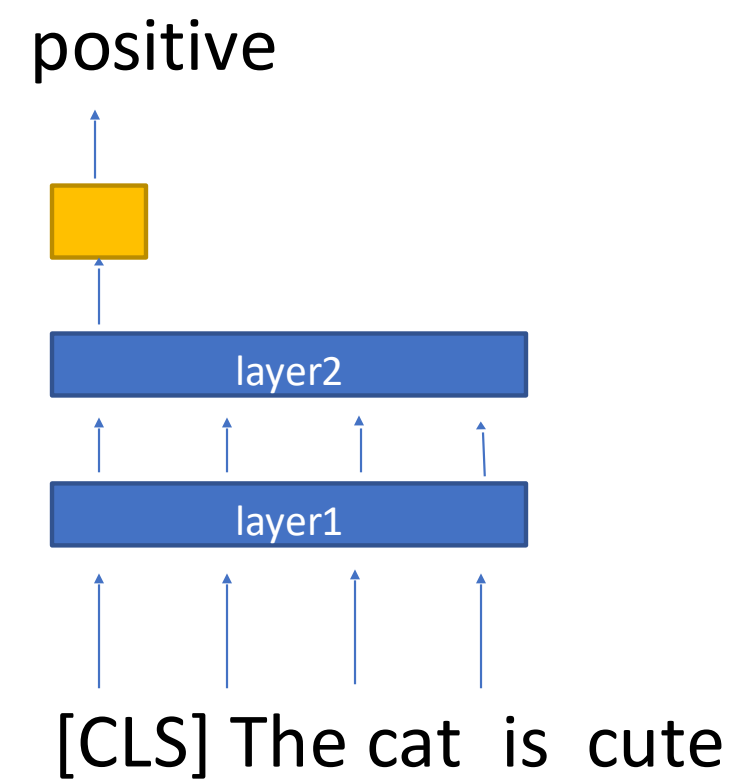 positive
layer2
layer1
[CLS] The cat is cute